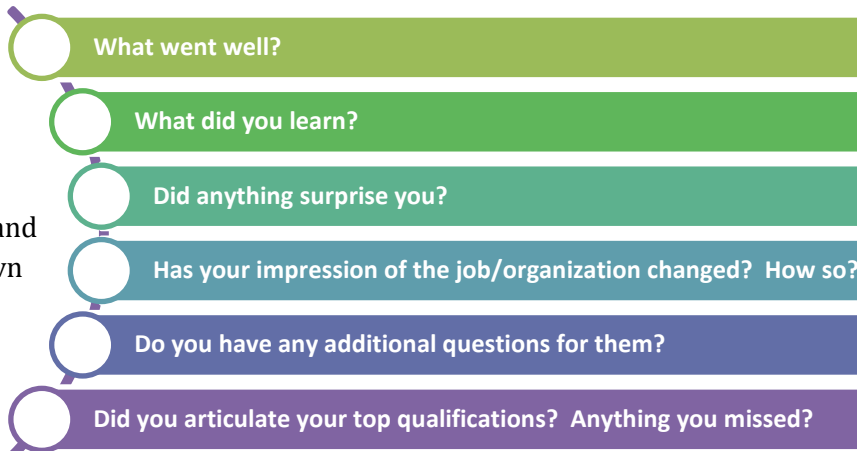 What went well?
What did you learn?
Did anything surprise you?
and
Has your impression of the job/organization changed?  How so?
Do you have any additional questions for them?
Did you articulate your top qualifications?  Anything you missed?